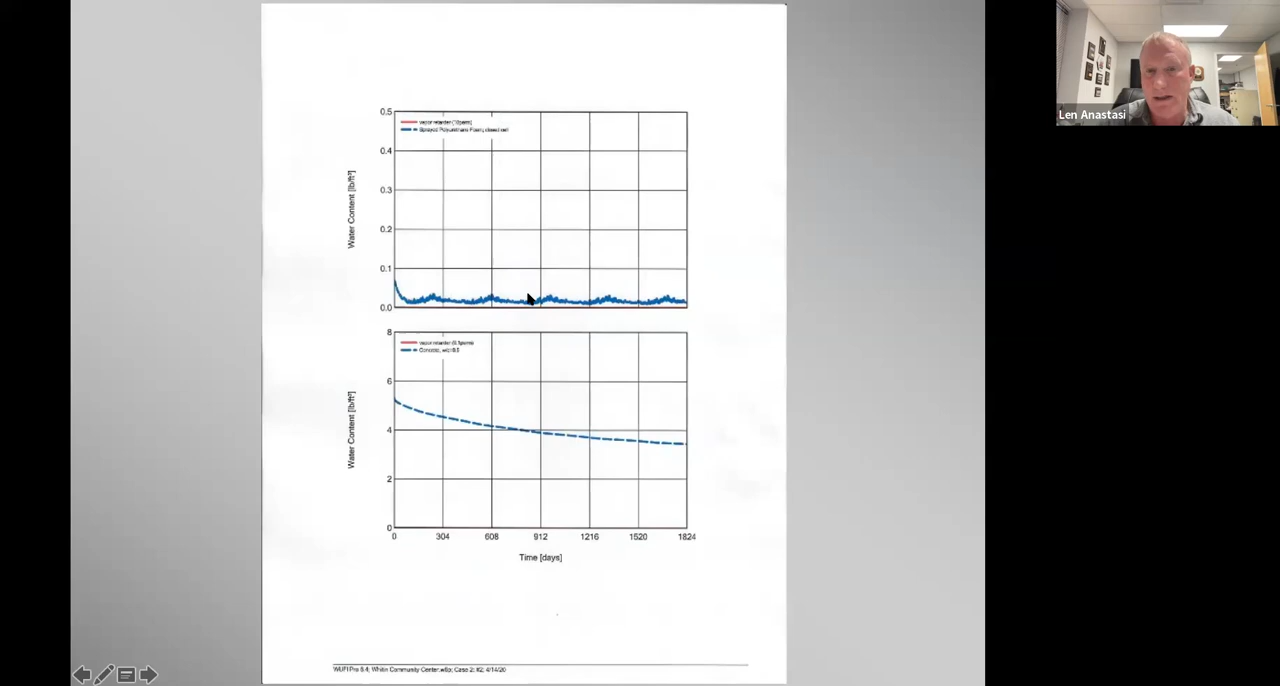 Len Anastasi
0.5
vapor retarder (10perm)
Sprayed Polyurethane Foam, closed cell
0.4
0.3
Water Content [lb/ft³]
0.2
0.1
0.0
8
vapor retarder (0.1perm)
Concrete, w/c=0.5
6
4
Water Content [lb/ft³]
2
0
0 304 608 912 1216 1520 1824
Time [days]
WUFI Pro 6.4; Whitin Community Center.w6p; Case 2: #2; 4/14/20